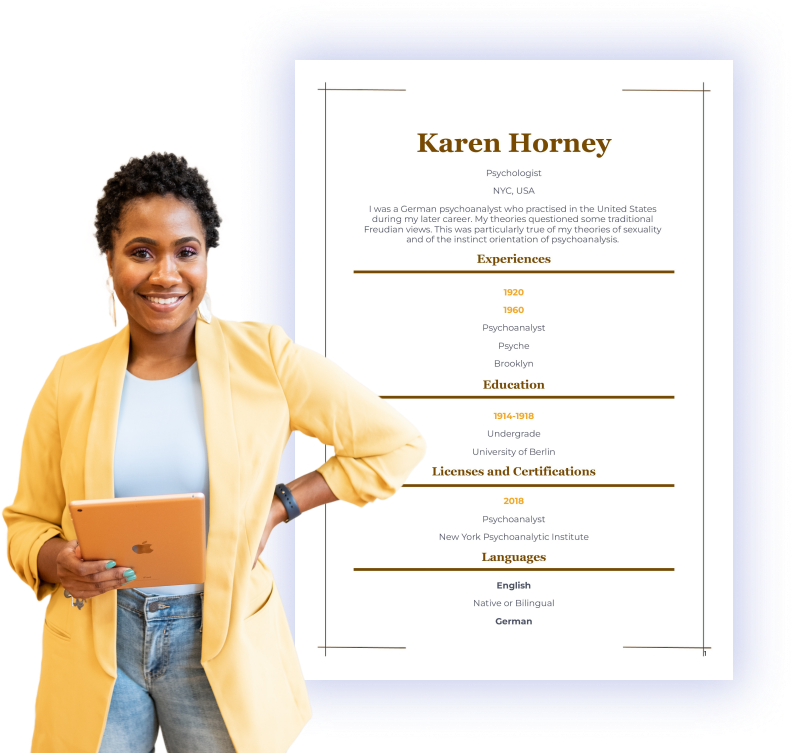 Karen Horney
Psychologist
NYC, USA
I was a German psychoanalyst who practised in the United States
during my later career. My theories questioned some traditional
Freudian views. This was particularly true of my theories of sexuality
and of the instinct orientation of psychoanalysis.
Experiences
1920
1960
Psychoanalyst
Psyche
Brooklyn
Education
1914-1918
Undergrade
University of Berlin
Licenses and Certifications
2018
Psychoanalyst
New York Psychoanalytic Institute
Languages
English
Native or Bilingual
German
1